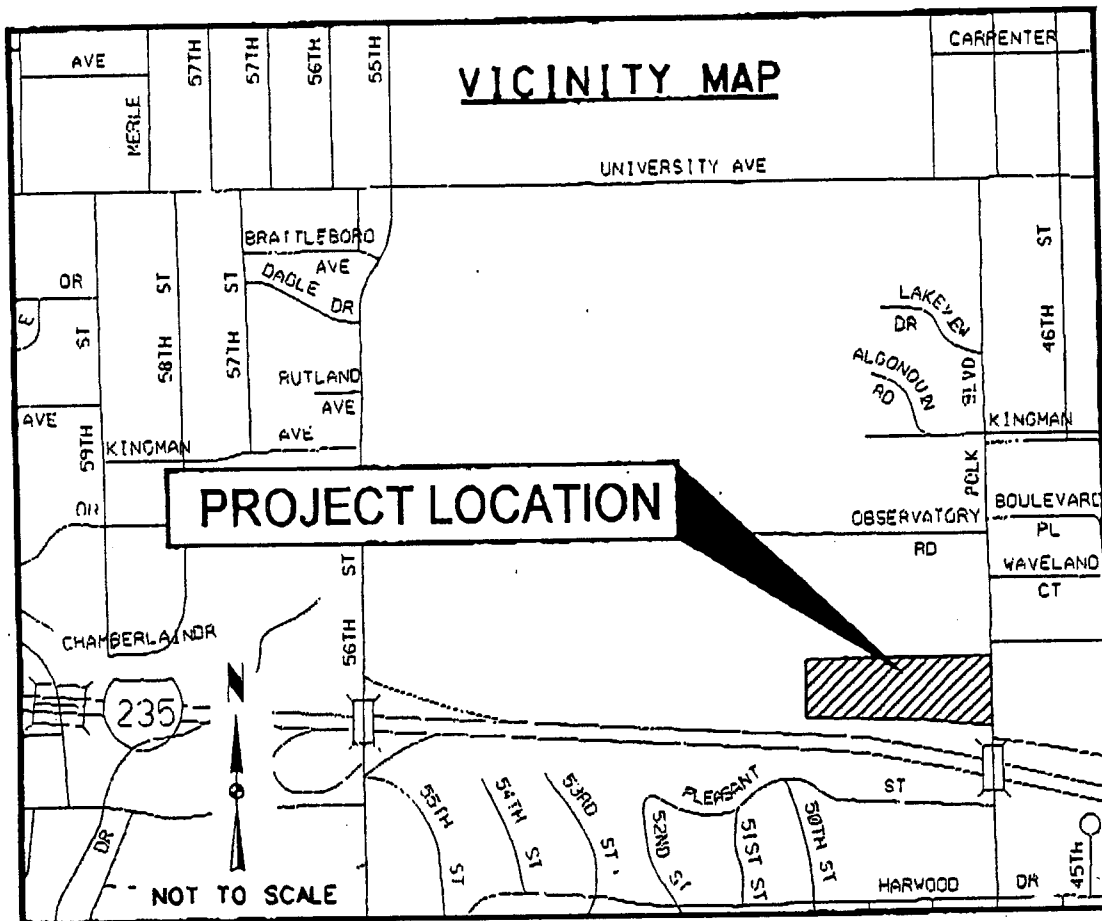 AVE
MERLE
57TH
57TH
56TH
55TH
VICINITY MAP
CARPENTER
UNIVERSITY AVE
BRATTLEBORO
AVE
DAGLE
DR
DR
ST
58TH
ST
57TH
ST
E
RUTLAND
AVE
AVE
59TH
KINGMAN
AVE
LAKEVIEW
DR
ALGONQUIN
RD
BLVD
POLK
ST
46TH
KINGMAN
DR
PROJECT LOCATION
OBSERVATORY
RD
BOULEVARD
PL
WAVELAND
CT
ST
56TH
CHAMBERLAIN DR
235
N
55TH
ST
54TH
ST
53RD
ST
52ND ST
PLEASANT
ST
51ST ST
50TH ST
HARWOOD
DR
45TH
DR
NOT TO SCALE